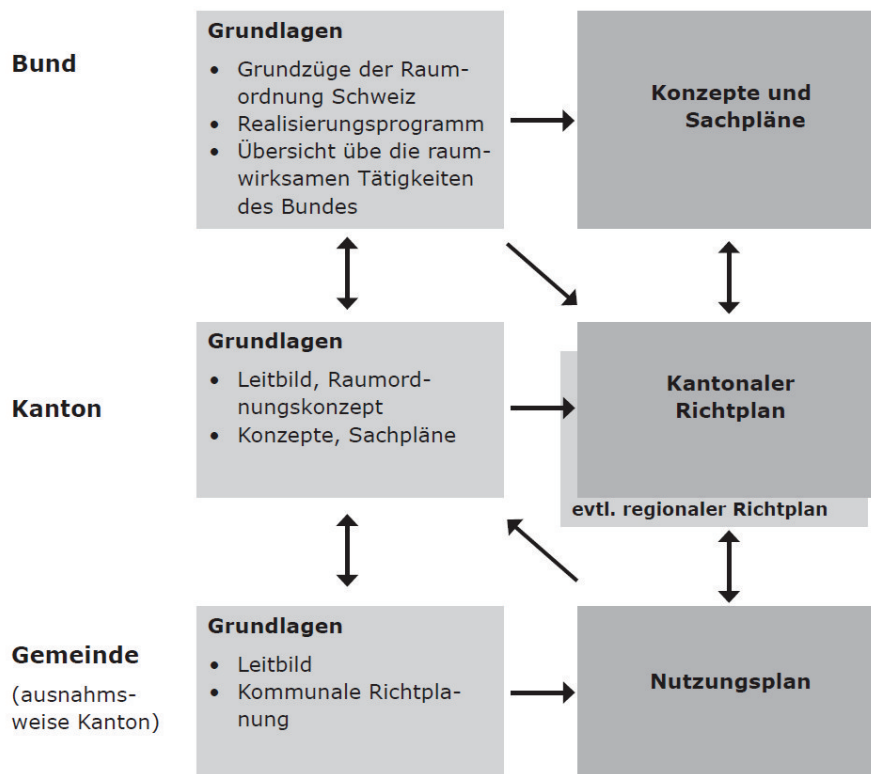 Bund
Grundlagen
• Grundzüge der Raum-
ordnung Schweiz
• Realisierungsprogramm
• Übersicht übe die raum-
wirksamen Tätigkeiten
des Bundes
Konzepte und
Sachpläne
Kanton
Grundlagen
• Leitbild, Raumord-
nungskonzept
• Konzepte, Sachpläne
Kantonaler
Richtplan
evtl. regionaler Richtplan
Gemeinde
(ausnahms-
weise Kanton)
Grundlagen
• Leitbild
• Kommunale Richtpla-
nung
Nutzungsplan